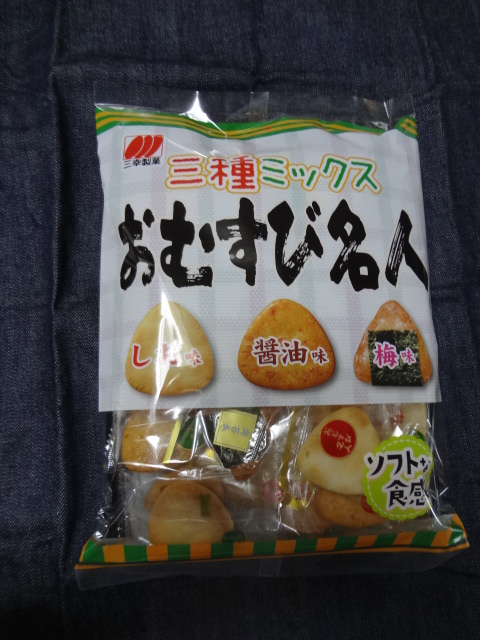 三幸製菓
三種ミックス
おむすび名人
しお味
醤油味
梅味
ソフトな
食感